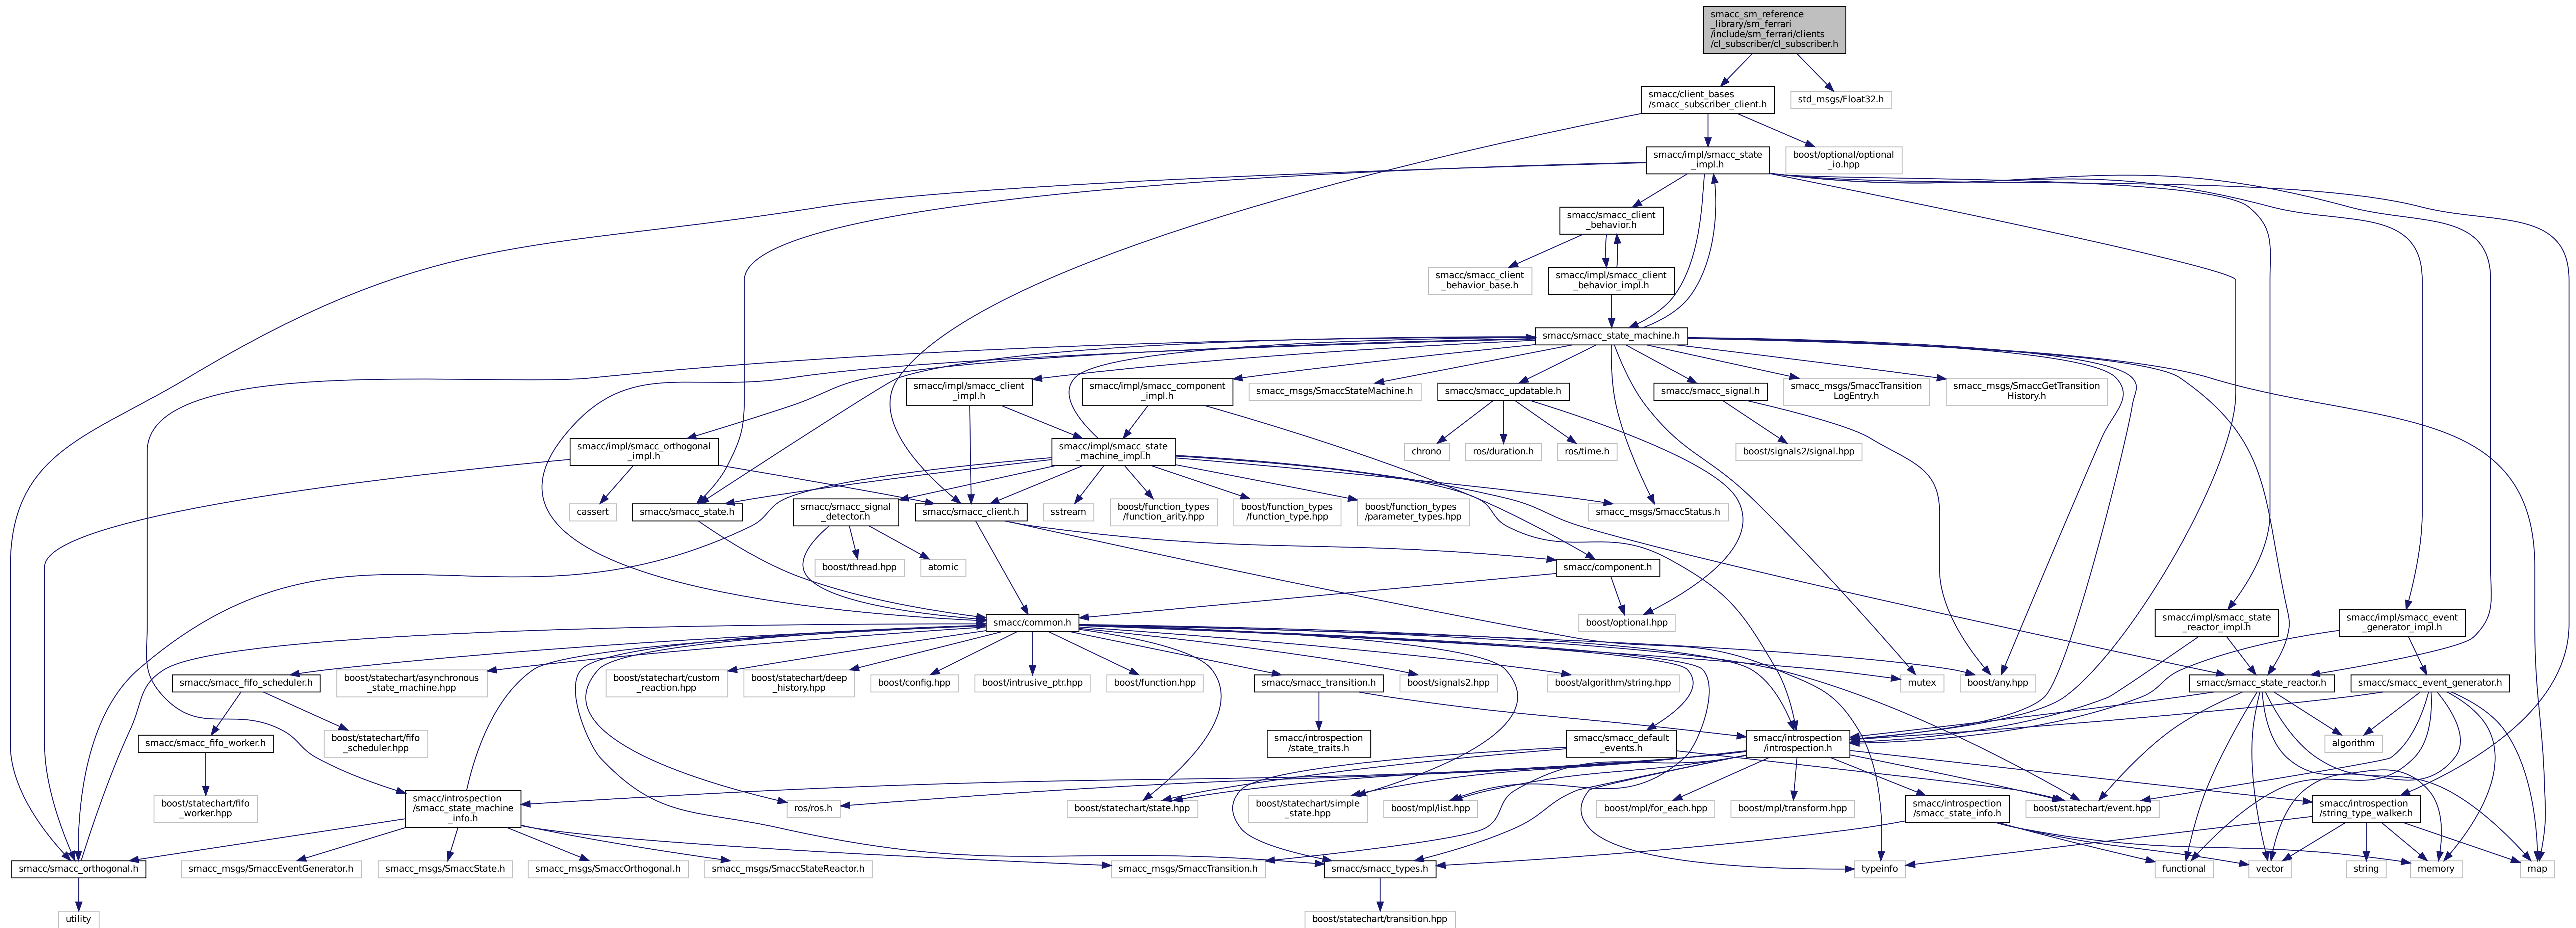 smacc_sm_reference
_library/sm_ferrari
/include/sm_ferrari/clients
/cl_subscriber/cl_subscriber.h
smacc/client_bases
/smacc_subscriber_client.h
std_msgs/Float32.h
smacc/impl/smacc_state
_impl.h
boost/optional/optional
_io.hpp
smacc/smacc_client
_behavior.h
smacc/smacc_client
_behavior_base.h
smacc/impl/smacc_client
_behavior_impl.h
smacc/smacc_state_machine.h
smacc/impl/smacc_client
_impl.h
smacc/impl/smacc_component
_impl.h
smacc_msgs/SmaccStateMachine.h
smacc/smacc_updatable.h
smacc/smacc_signal.h
smacc_msgs/SmaccTransition
LogEntry.h
smacc_msgs/SmaccGetTransition
History.h
smacc/impl/smacc_orthogonal
_impl.h
smacc/impl/smacc_state
_machine_impl.h
chrono
ros/duration.h
ros/time.h
boost/signals2/signal.hpp
cassert
smacc/smacc_state.h
smacc/smacc_signal
_detector.h
smacc/smacc_client.h
sstream
boost/function_types
/function_arity.hpp
boost/function_types
/function_type.hpp
boost/function_types
/parameter_types.hpp
smacc_msgs/SmaccStatus.h
boost/thread.hpp
atomic
smacc/component.h
smacc/common.h
boost/optional.hpp
smacc/impl/smacc_state
_reactor_impl.h
smacc/impl/smacc_event
_generator_impl.h
smacc/smacc_fifo_scheduler.h
boost/statechart/asynchronous
_state_machine.hpp
boost/statechart/custom
_reaction.hpp
boost/statechart/deep
_history.hpp
boost/config.hpp
boost/intrusive_ptr.hpp
boost/function.hpp
smacc/smacc_transition.h
boost/signals2.hpp
boost/algorithm/string.hpp
mutex
boost/any.hpp
smacc/smacc_state_reactor.h
smacc/smacc_event_generator.h
smacc/smacc_fifo_worker.h
boost/statechart/fifo
_scheduler.hpp
smacc/introspection
/state_traits.h
smacc/smacc_default
_events.h
smacc/introspection
/introspection.h
algorithm
boost/statechart/fifo
_worker.hpp
smacc/introspection
/smacc_state_machine
_info.h
ros/ros.h
boost/statechart/state.hpp
boost/statechart/simple
_state.hpp
boost/mpl/list.hpp
boost/mpl/for_each.hpp
boost/mpl/transform.hpp
smacc/introspection
/smacc_state_info.h
boost/statechart/event.hpp
smacc/introspection
/string_type_walker.h
smacc/smacc_orthogonal.h
smacc_msgs/SmaccEventGenerator.h
smacc_msgs/SmaccState.h
smacc_msgs/SmaccOrthogonal.h
smacc_msgs/SmaccStateReactor.h
smacc_msgs/SmaccTransition.h
smacc/smacc_types.h
typeinfo
functional
vector
string
memory
map
utility
boost/statechart/transition.hpp